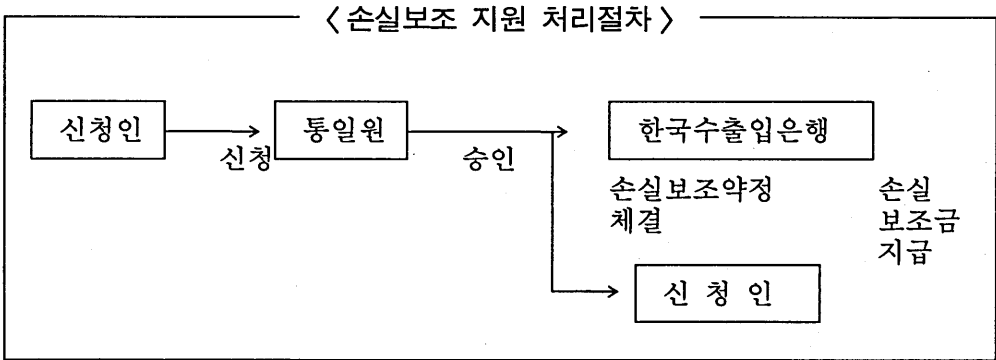 〈손실보조 지원 처리절차〉
신청인
신청
통일원
승인
한국수출입은행
손실보조약정
체결
손실
보조금
지급
신 청 인